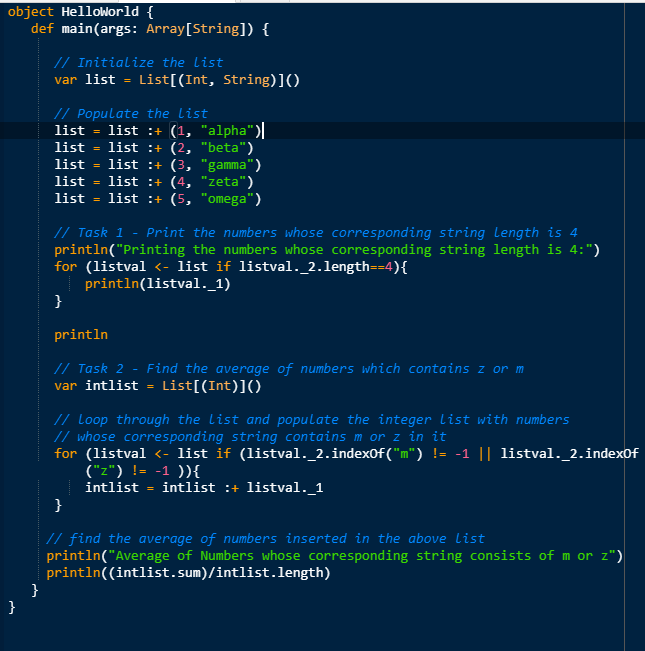 object HelloWorld {
def main(args: Array[String]) {
// Initialize the list
var list = List[(Int, String)]()
// Populate the list
list = list :+ (1, "alpha")
list = list :+ (2, "beta")
list = list :+ (3, "gamma")
list = list :+ (4, "zeta")
list = list :+ (5, "omega")
// Task 1 - Print the numbers whose corresponding string length is 4
println("Printing the numbers whose corresponding string length is 4:")
for (listval <- list if listval._2.length==4){
println(listval._1)
}
println
// Task 2 - Find the average of numbers which contains z or m
var intlist = List[(Int)]()
// loop through the list and populate the integer list with numbers
// whose corresponding string contains m or z in it
for (listval <- list if (listval._2.indexOf("m") != -1 || listval._2.indexOf
("z") != -1 )){
intlist = intlist :+ listval._1
}
// find the average of numbers inserted in the above list
println("Average of Numbers whose corresponding string consists of m or z")
println((intlist.sum)/intlist.length)
}
}